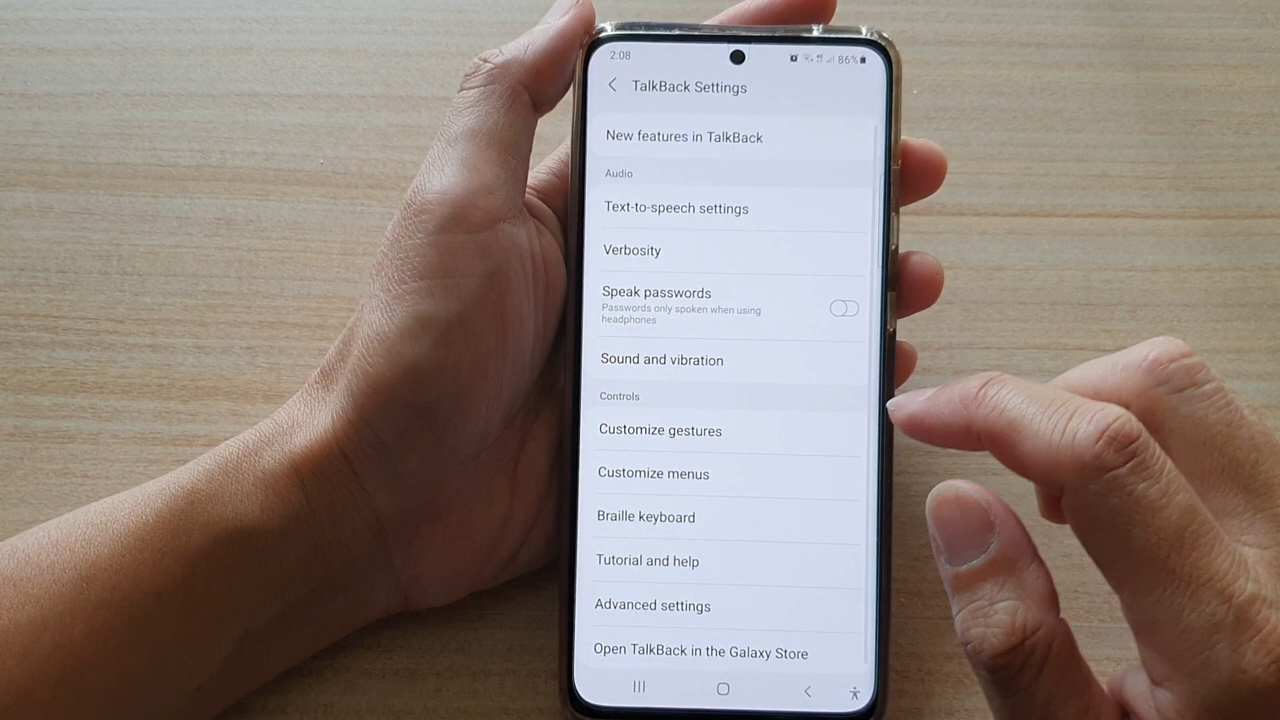 2:08
86%
TalkBack Settings
New features in TalkBack
Audio
Text-to-speech settings
Verbosity
Speak passwords
Passwords only spoken when using
headphones
Sound and vibration
Controls
Customize gestures
Customize menus
Braille keyboard
Tutorial and help
Advanced settings
Open TalkBack in the Galaxy Store